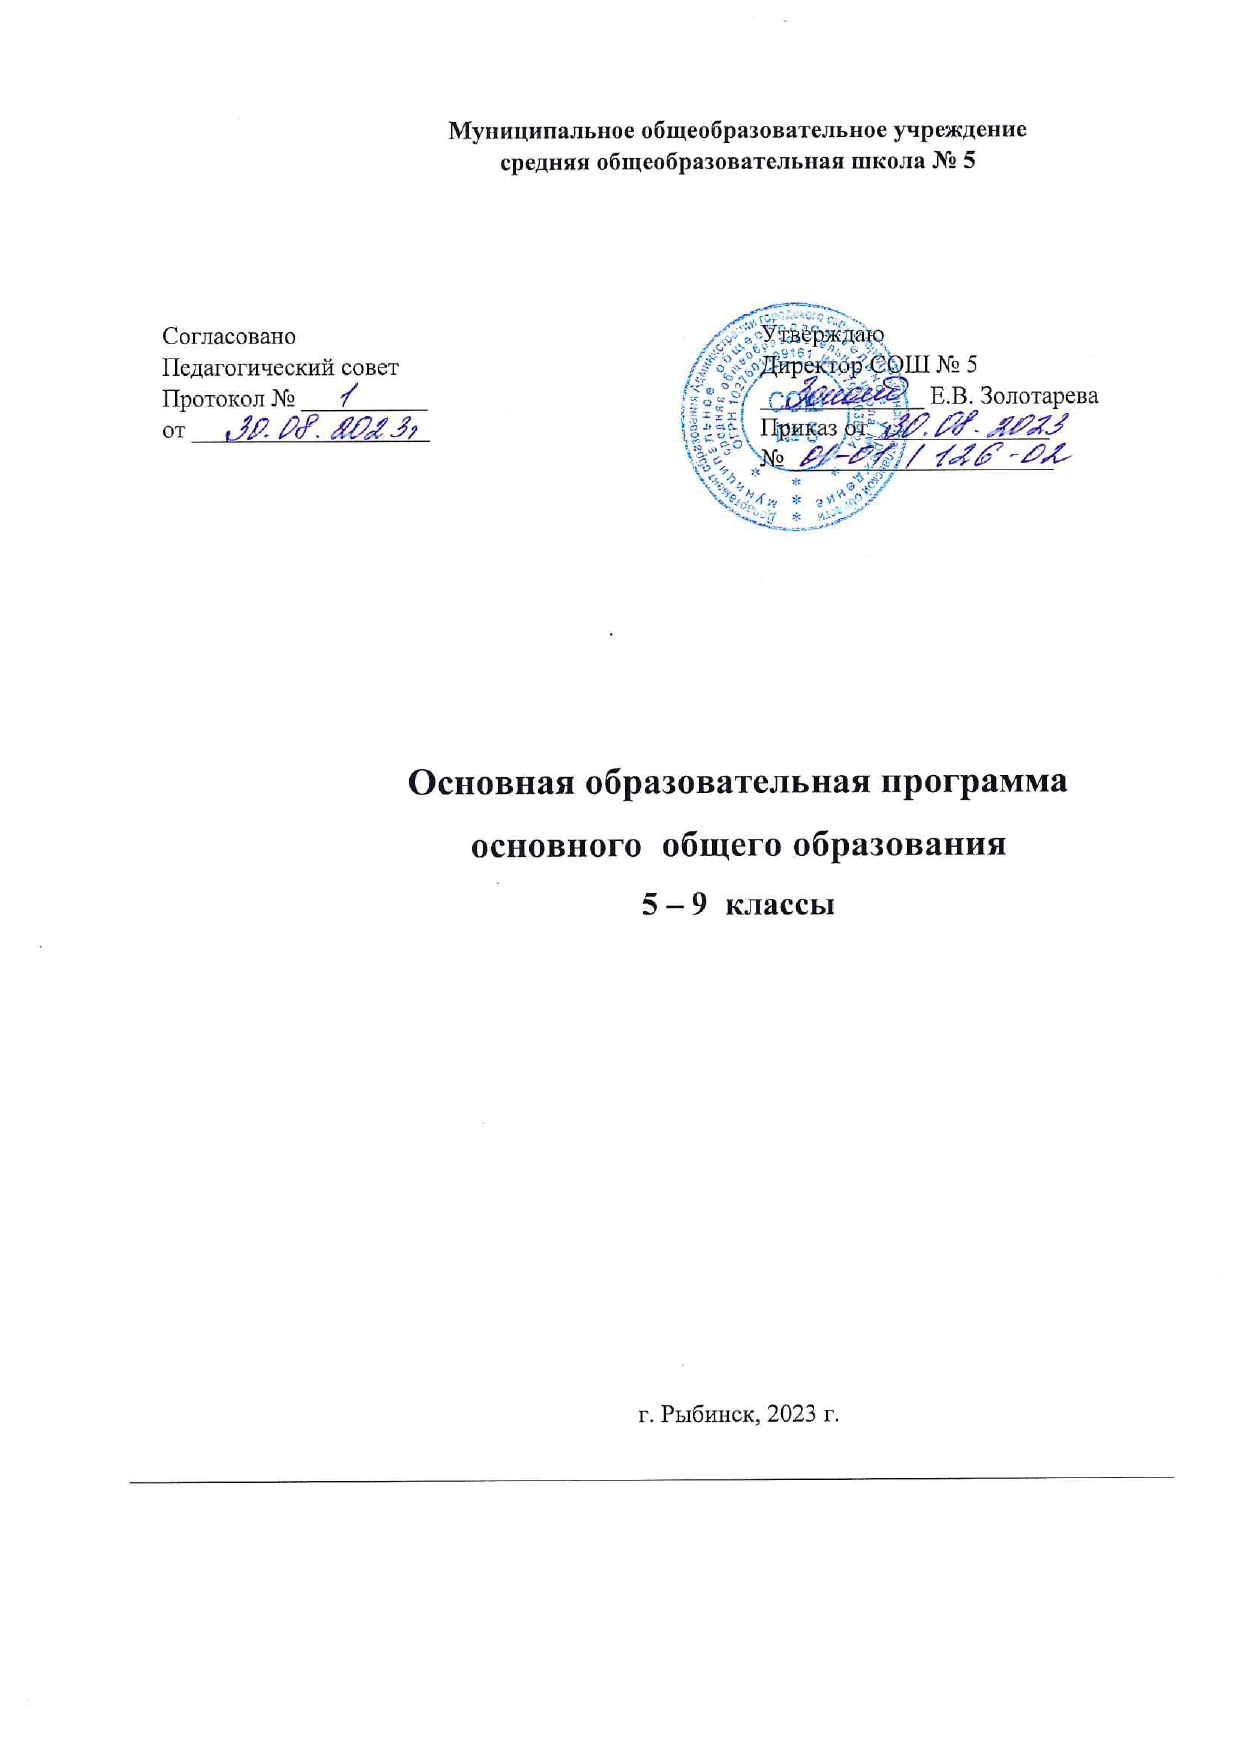 Муниципальное общеобразовательное учреждение
средняя общеобразовательная школа № 5
Согласовано
Педагогический совет
Протокол № 1
от 30.08.2023г
Утверждаю
Директор СОШ № 5
Е.В. Золотарева
Приказ от 30.08.2023
№ 01-01/126-02
Основная образовательная программа
основного общего образования
5 – 9 классы
г. Рыбинск, 2023 г.